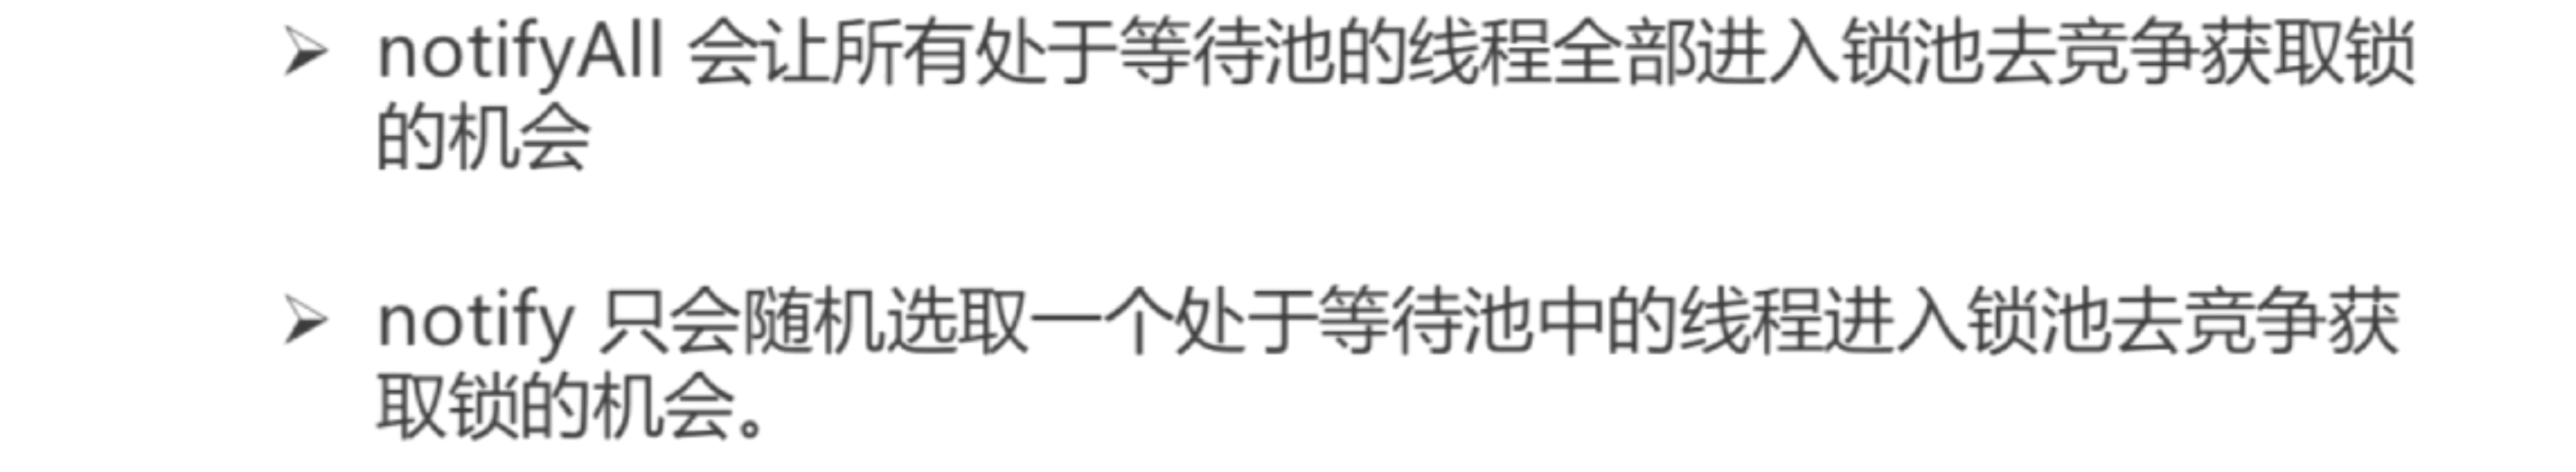 ➢ notifyAll 会让所有处于等待池的线程全部进入锁池去竞争获取锁
的机会
➢ notify 只会随机选取一个处于等待池中的线程进入锁池去竞争获
取锁的机会。